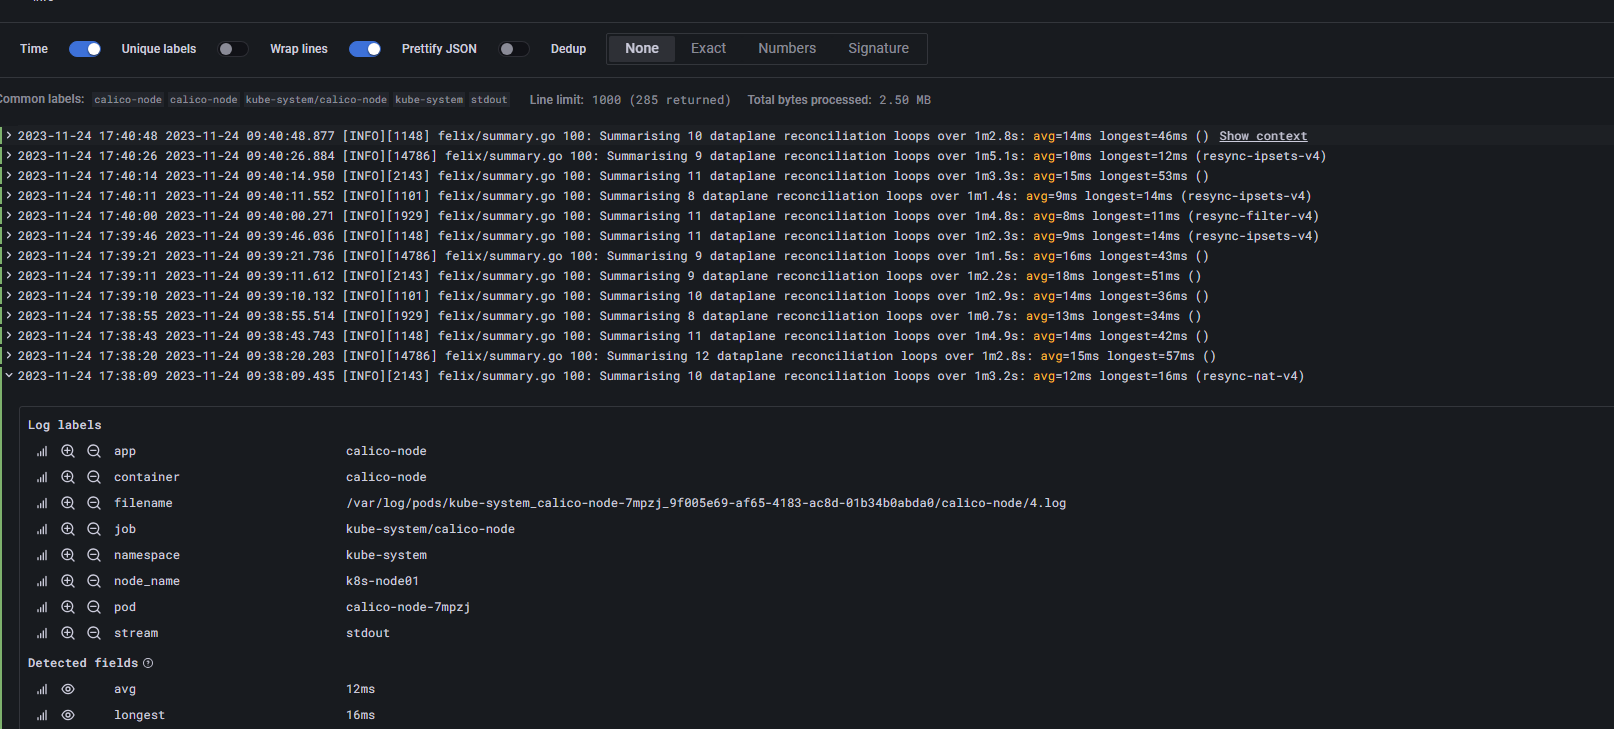 Time Unique labels Wrap lines Prettify JSON Dedup None Exact Numbers Signature
Common labels: calico-node calico-node kube-system/calico-node kube-system stdout Line limit: 1000 (285 returned) Total bytes processed: 2.50 MB
2023-11-24 17:40:48 2023-11-24 09:40:48.877 [INFO][1148] felix/summary.go 100: Summarising 10 dataplane reconciliation loops over 1m2.8s: avg=14ms longest=46ms () Show context
2023-11-24 17:40:26 2023-11-24 09:40:26.884 [INFO][14786] felix/summary.go 100: Summarising 9 dataplane reconciliation loops over 1m5.1s: avg=10ms longest=12ms (resync-ipsets-v4)
2023-11-24 17:40:14 2023-11-24 09:40:14.950 [INFO][2143] felix/summary.go 100: Summarising 11 dataplane reconciliation loops over 1m3.3s: avg=15ms longest=53ms ()
2023-11-24 17:40:11 2023-11-24 09:40:11.552 [INFO][1101] felix/summary.go 100: Summarising 8 dataplane reconciliation loops over 1m1.4s: avg=9ms longest=14ms (resync-ipsets-v4)
2023-11-24 17:40:00 2023-11-24 09:40:00.271 [INFO][1929] felix/summary.go 100: Summarising 11 dataplane reconciliation loops over 1m4.8s: avg=8ms longest=11ms (resync-filter-v4)
2023-11-24 17:39:46 2023-11-24 09:39:46.036 [INFO][1148] felix/summary.go 100: Summarising 11 dataplane reconciliation loops over 1m2.3s: avg=9ms longest=14ms (resync-ipsets-v4)
2023-11-24 17:39:21 2023-11-24 09:39:21.736 [INFO][14786] felix/summary.go 100: Summarising 9 dataplane reconciliation loops over 1m1.5s: avg=16ms longest=43ms ()
2023-11-24 17:39:11 2023-11-24 09:39:11.612 [INFO][2143] felix/summary.go 100: Summarising 9 dataplane reconciliation loops over 1m2.2s: avg=18ms longest=51ms ()
2023-11-24 17:39:10 2023-11-24 09:39:10.132 [INFO][1101] felix/summary.go 100: Summarising 10 dataplane reconciliation loops over 1m2.9s: avg=14ms longest=36ms ()
2023-11-24 17:38:55 2023-11-24 09:38:55.514 [INFO][1929] felix/summary.go 100: Summarising 8 dataplane reconciliation loops over 1m0.7s: avg=13ms longest=34ms ()
2023-11-24 17:38:43 2023-11-24 09:38:43.743 [INFO][1148] felix/summary.go 100: Summarising 11 dataplane reconciliation loops over 1m4.9s: avg=14ms longest=42ms ()
2023-11-24 17:38:20 2023-11-24 09:38:20.203 [INFO][14786] felix/summary.go 100: Summarising 12 dataplane reconciliation loops over 1m2.8s: avg=15ms longest=57ms ()
2023-11-24 17:38:09 2023-11-24 09:38:09.435 [INFO][2143] felix/summary.go 100: Summarising 10 dataplane reconciliation loops over 1m3.2s: avg=12ms longest=16ms (resync-nat-v4)
Log labels
app calico-node
container calico-node
filename /var/log/pods/kube-system_calico-node-7mpzj_9f005e69-af65-4183-ac8d-01b34b0abda0/calico-node/4.log
job kube-system/calico-node
namespace kube-system
node_name k8s-node01
pod calico-node-7mpzj
stream stdout
Detected fields
avg 12ms
longest 16ms